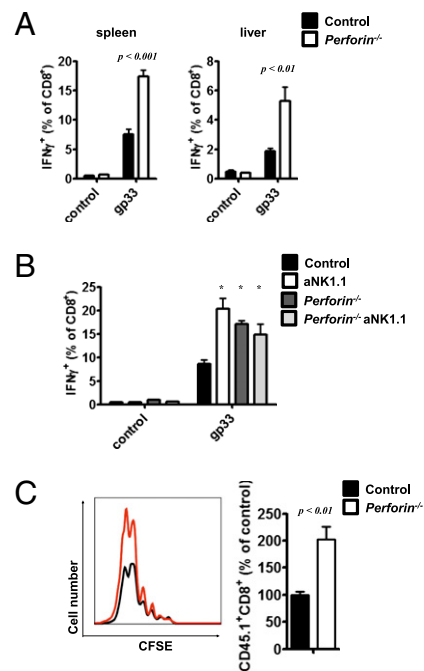 A
spleen
liver
Control
Perforin-/-
p < 0.001
p < 0.01
IFNγ+ (% of CD8+)
20
15
10
5
0
control
gp33
IFNγ+ (% of CD8+)
8
6
4
2
0
control
gp33
B
Control
aNK1.1
Perforin-/-
Perforin-/- aNK1.1
* * *
IFNγ+ (% of CD8+)
25
20
15
10
5
0
control
gp33
C
Cell number
CFSE
Control
Perforin-/-
p < 0.01
CD45.1+CD8+ (% of control)
250
200
150
100
50
0